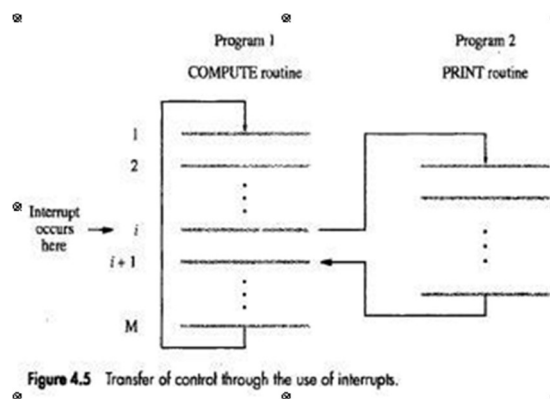 Program 1
COMPUTE routine
Program 2
PRINT routine
1
2
Interrupt
occurs
here
i
i + 1
M
Figure 4.5 Transfer of control through the use of interrupts.